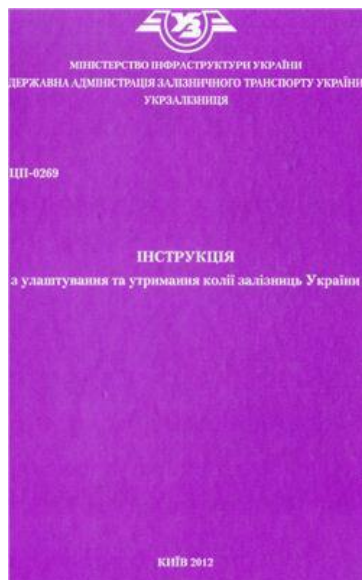 УЗ
МІНІСТЕРСТВО ІНФРАСТРУКТУРИ УКРАЇНИ
ДЕРЖАВНА АДМІНІСТРАЦІЯ ЗАЛІЗНИЧНОГО ТРАНСПОРТУ УКРАЇНИ
УКРЗАЛІЗНИЦЯ
ЦП-0269
ІНСТРУКЦІЯ
з улаштування та утримання колії залізниць України
КИЇВ 2012